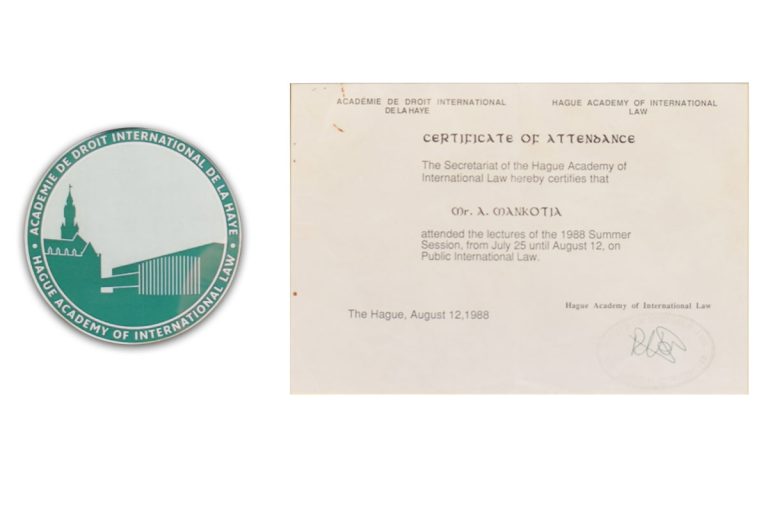 ACADÉMIE DE DROIT INTERNATIONAL DE LA HAYE
HAGUE ACADEMY OF INTERNATIONAL LAW
ACADÉMIE DE DROIT INTERNATIONAL
DE LA HAYE
HAGUE ACADEMY OF INTERNATIONAL
LAW
CERTIFICATE OF ATTENDANCE
The Secretariat of the Hague Academy of
International Law hereby certifies that
Mr. A. MANKOTIA
attended the lectures of the 1988 Summer
Session, from July 25 until August 12, on
Public International Law.
The Hague, August 12,1988
Hague Academy of International Law